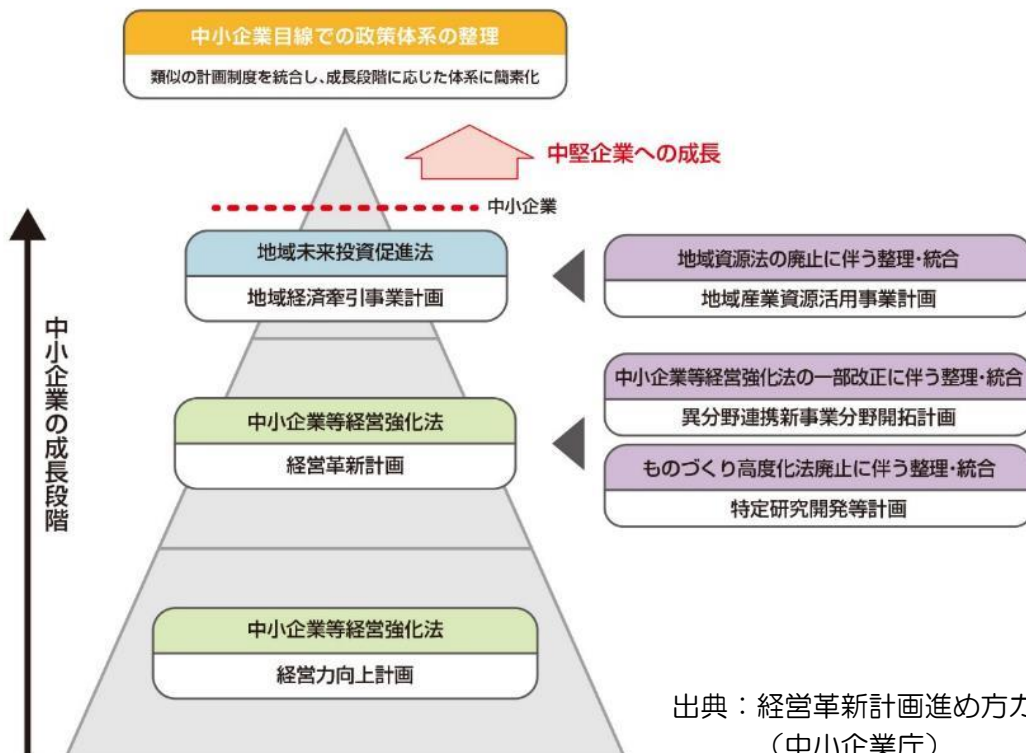 中小企業目線での政策体系の整理
類似の計画制度を統合し、成長段階に応じた体系に簡素化
中堅企業への成長
中小企業
地域未来投資促進法
地域経済牽引事業計画
地域資源法の廃止に伴う整理・統合
地域産業資源活用事業計画
中小企業の成長段階
中小企業等経営強化法
経営革新計画
中小企業等経営強化法の一部改正に伴う整理・統合
異分野連携新事業分野開拓計画
ものづくり高度化法廃止に伴う整理・統合
特定研究開発等計画
中小企業等経営強化法
経営力向上計画
出典：経営革新計画進め方ガ
（中小企業庁）